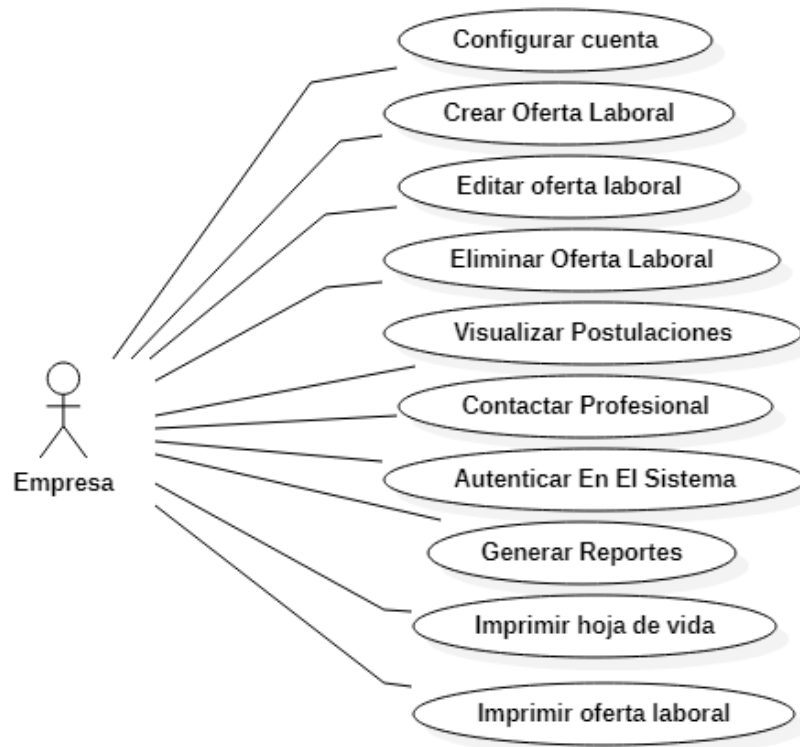 Configurar cuenta
Crear Oferta Laboral
Editar oferta laboral
Eliminar Oferta Laboral
Visualizar Postulaciones
Contactar Profesional
Autenticar En El Sistema
Empresa
Generar Reportes
Imprimir hoja de vida
Imprimir oferta laboral